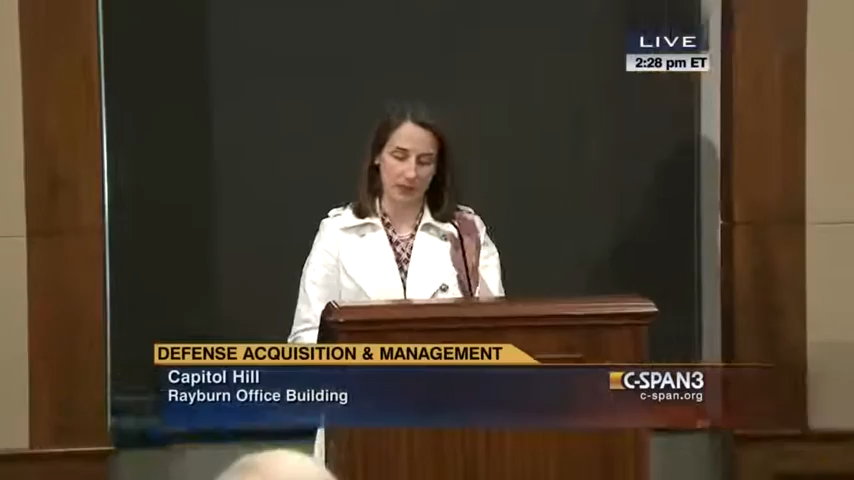 LIVE
2:28 pm ET
DEFENSE ACQUISITION & MANAGEMENT
Capitol Hill
Rayburn Office Building
C-SPAN3
c-span.org